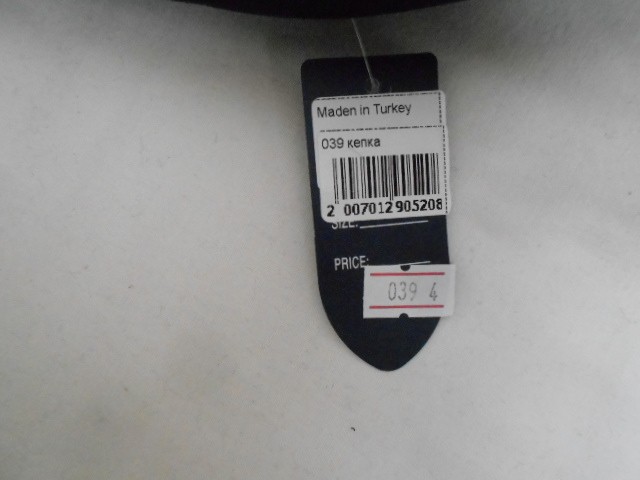 Maden in Turkey
039 кепка
2 007012 905208
SIZE:
PRICE:
039 4